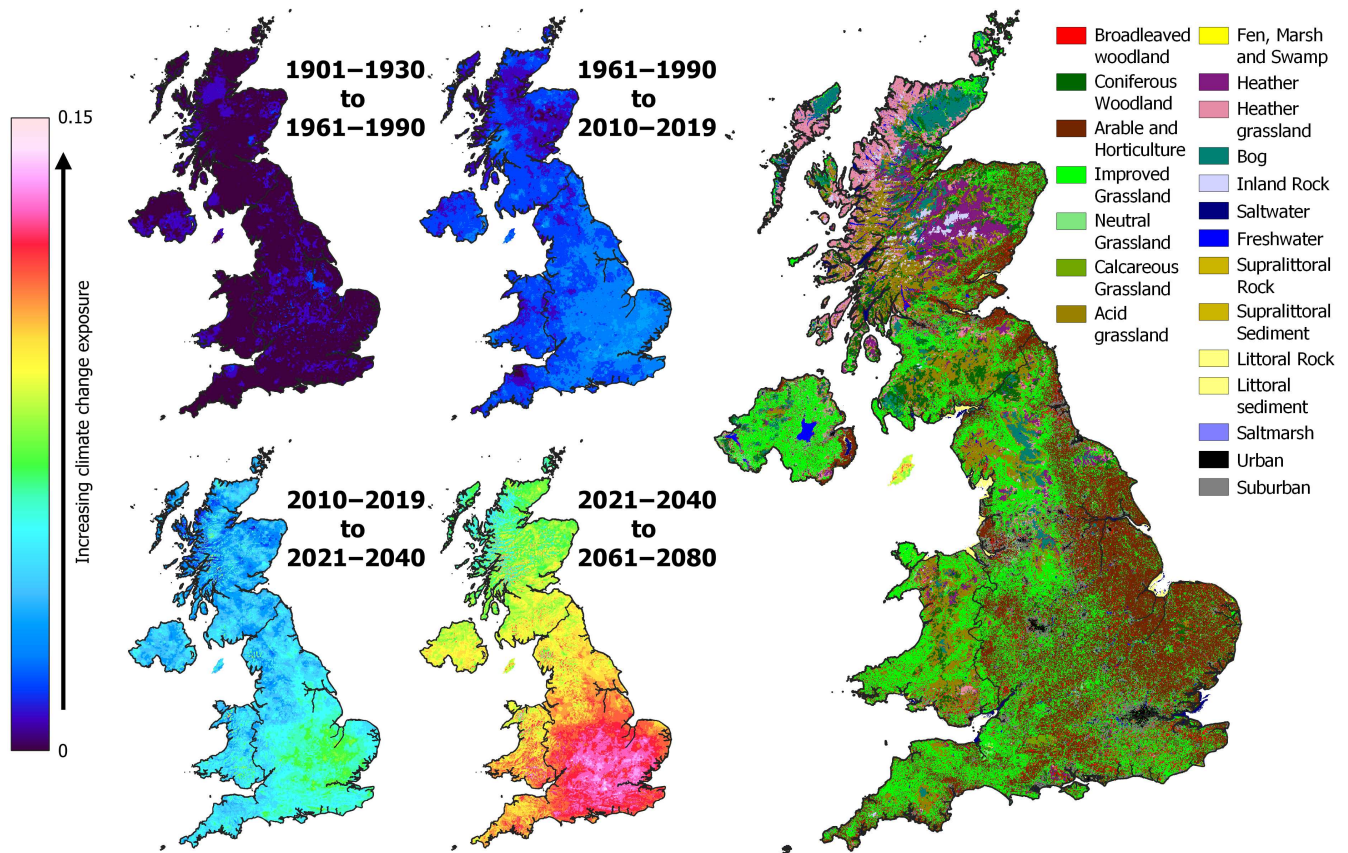 0.15
Increasing climate change exposure
0
1901−1930
to
1961−1990
1961−1990
to
2010−2019
2010−2019
to
2021−2040
2021−2040
to
2061−2080
Broadleaved
woodland
Coniferous
Woodland
Arable and
Horticulture
Improved
Grassland
Neutral
Grassland
Calcareous
Grassland
Acid
grassland
Fen, Marsh
and Swamp
Heather
Heather
grassland
Bog
Inland Rock
Saltwater
Freshwater
Supralittoral
Rock
Supralittoral
Sediment
Littoral Rock
Littoral
sediment
Saltmarsh
Urban
Suburban